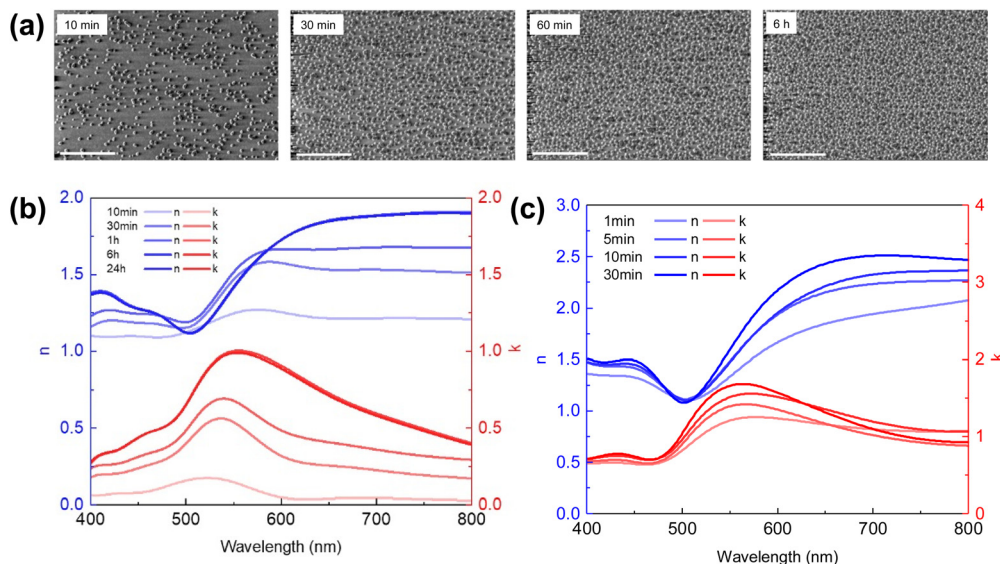 (a)
10 min
30 min
60 min
6 h
(b)
2.0
1.5
1.0
0.5
0.0
n
10min n k
30min n k
1h n k
6h n k
24h n k
2.0
1.5
1.0
0.5
0.0
k
400 500 600 700 800
Wavelength (nm)
(c)
3.0
2.5
2.0
1.5
1.0
0.5
0.0
n
1min n k
5min n k
10min n k
30min n k
4
3
2
1
0
k
400 500 600 700 800
Wavelength (nm)